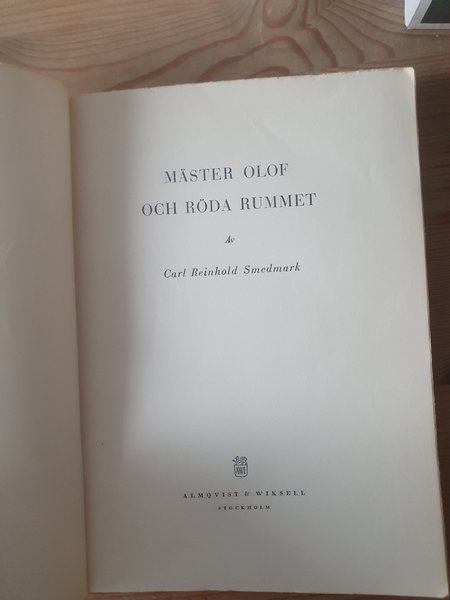 MÄSTER OLOF
OCH RÖDA RUMMET
Av
Carl Reinhold Smedmark
ALMQVIST & WIKSELL
STOCKHOLM